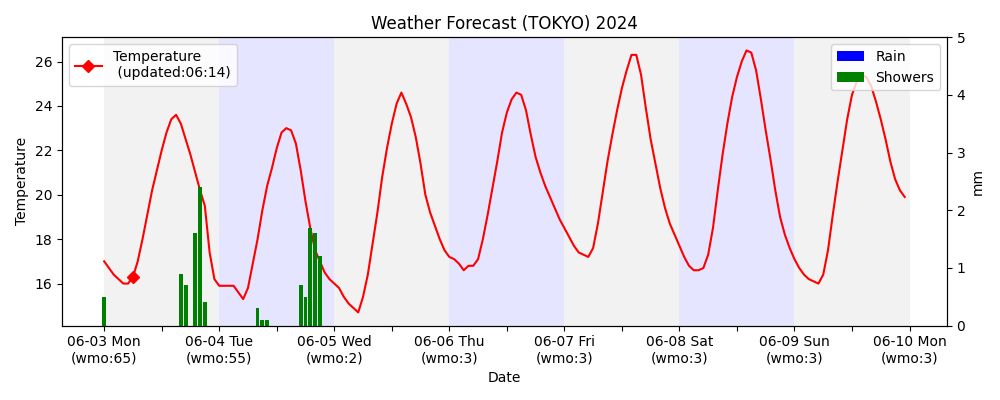 Weather Forecast (TOKYO) 2024
Temperature
(updated:06:14)
Rain
Showers
26
24
22
20
18
16
Temperature
5
4
3
2
1
0
mm
06-03 Mon
(wmo:65)
06-04 Tue
(wmo:55)
06-05 Wed
(wmo:2)
06-06 Thu
(wmo:3)
06-07 Fri
(wmo:3)
06-08 Sat
(wmo:3)
06-09 Sun
(wmo:3)
06-10 Mon
(wmo:3)
Date